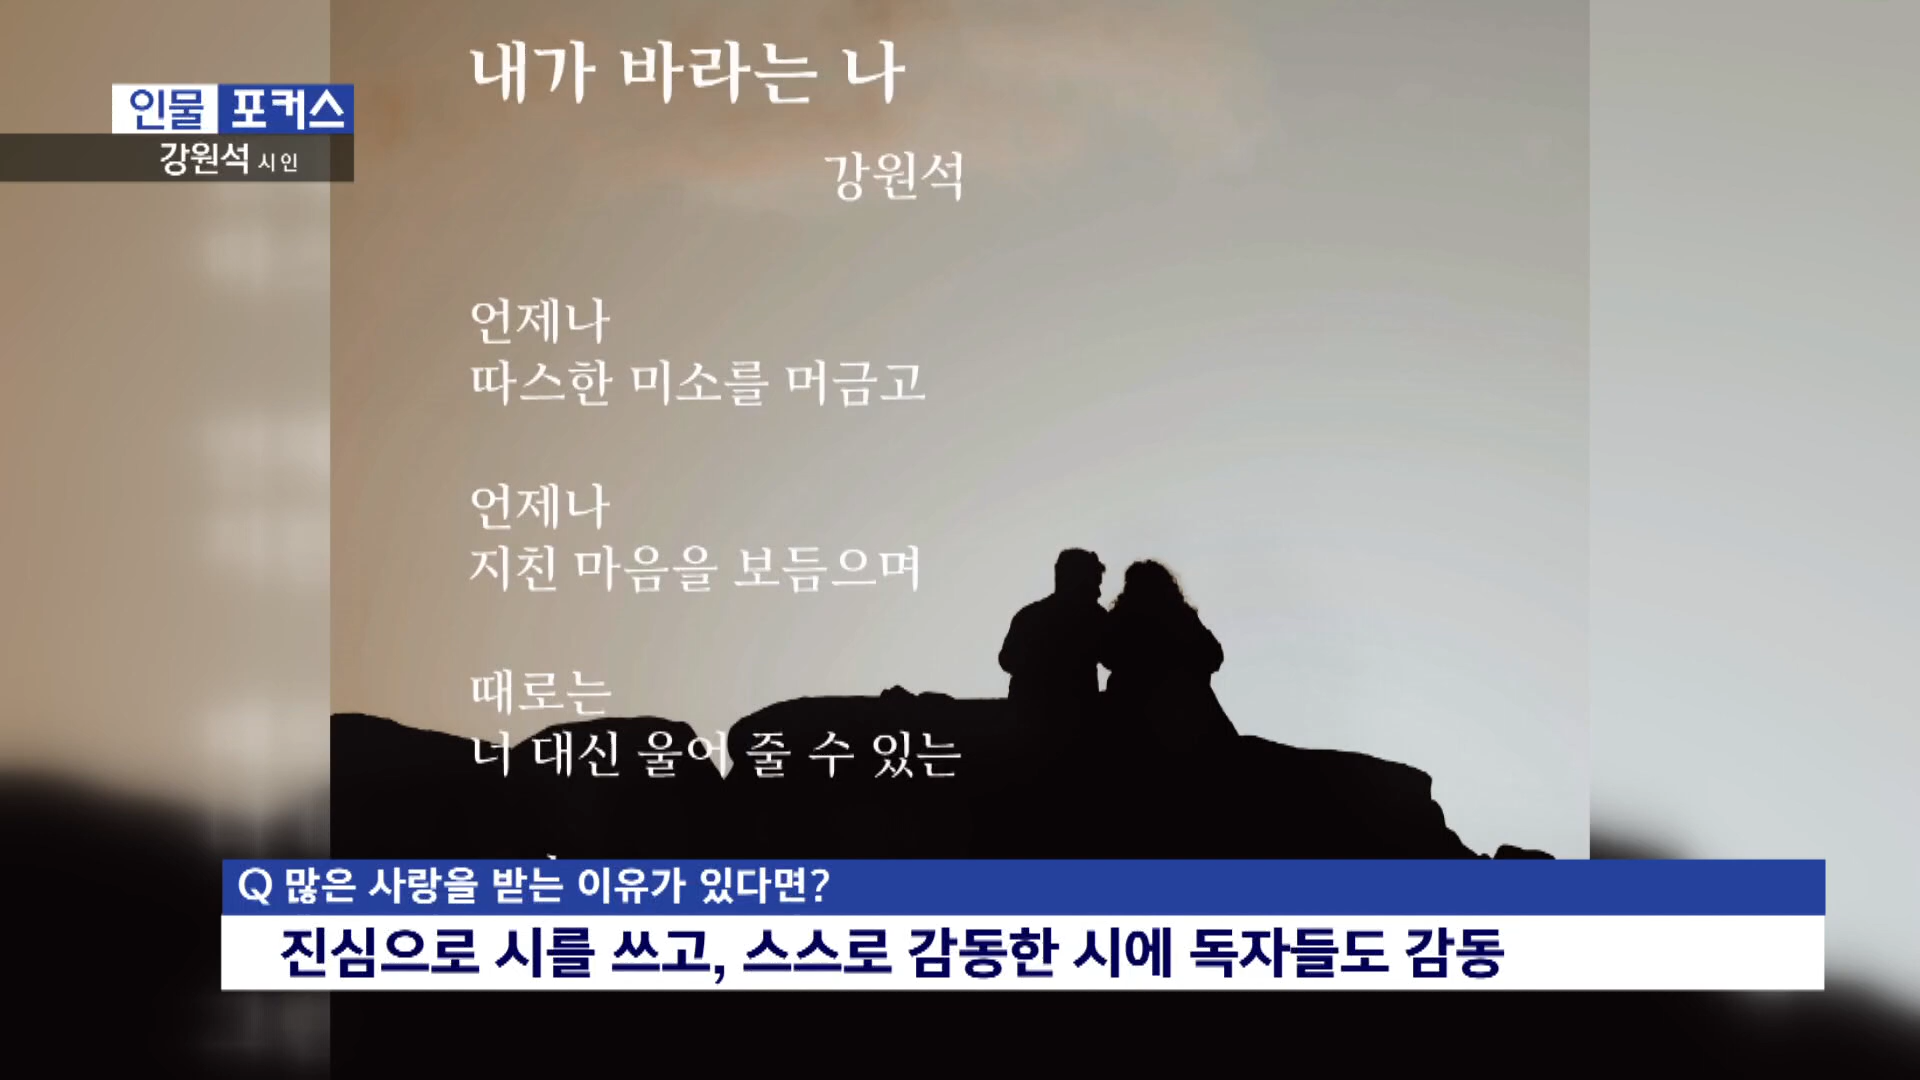 인물 포커스
강원석 시인
내가 바라는 나
강원석
언제나
따스한 미소를 머금고
언제나
지친 마음을 보듬으며
때로는
너 대신 울어 줄 수 있는
Q 많은 사랑을 받는 이유가 있다면?
진심으로 시를 쓰고, 스스로 감동한 시에 독자들도 감동